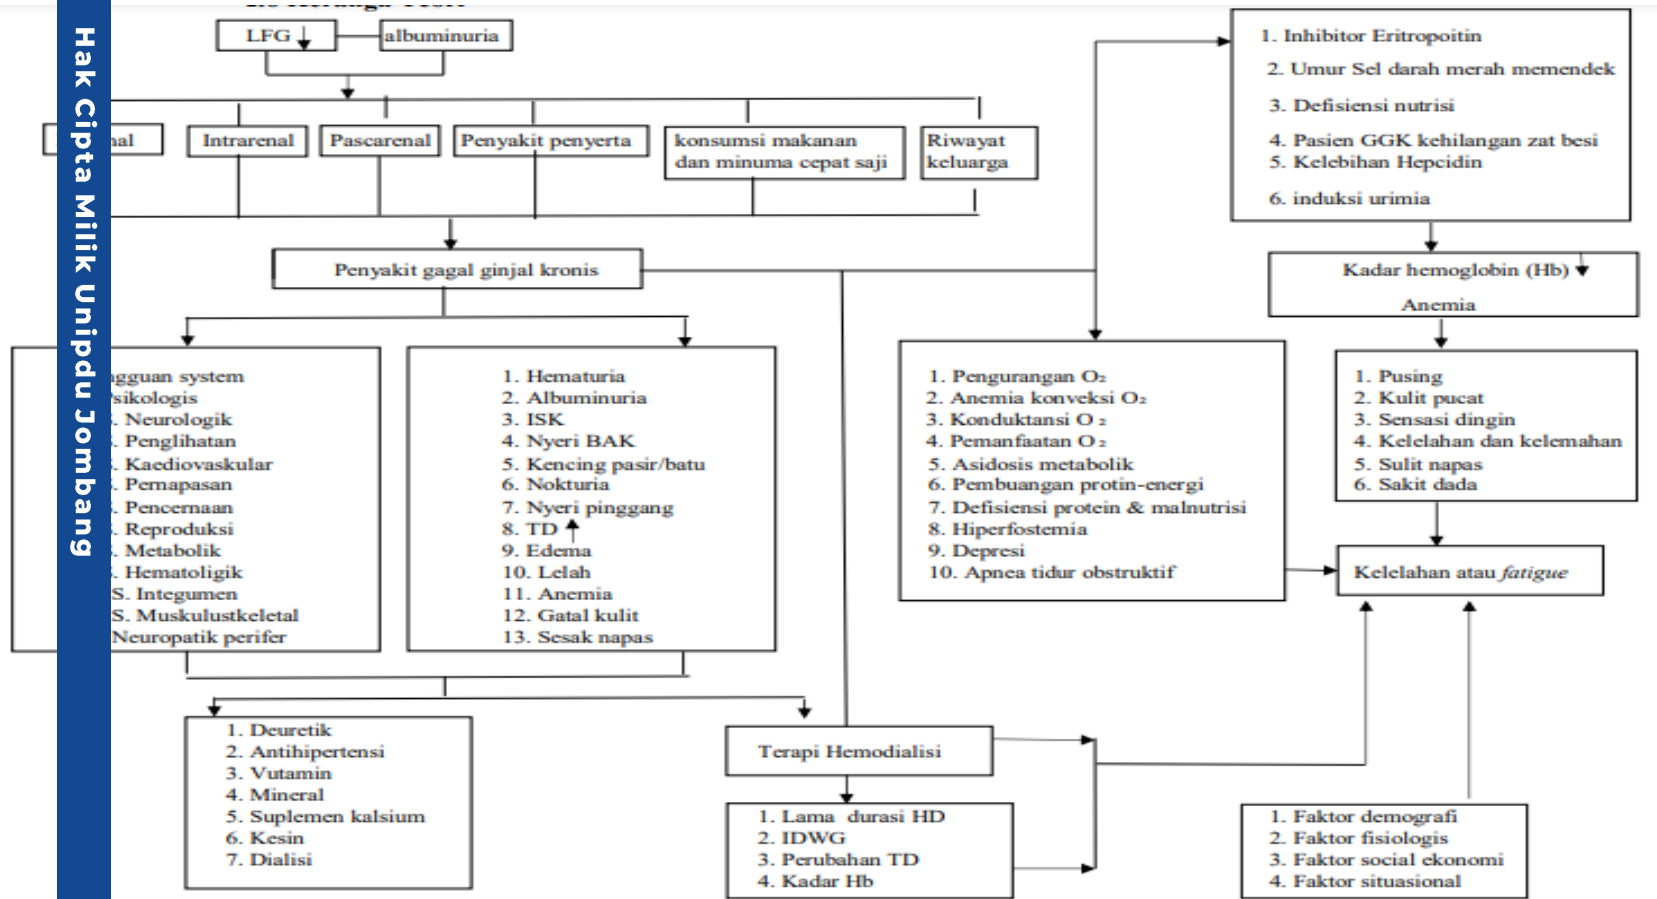 Hak Cipta Milik Unipdu Jombang
LFG
albuminuria
nal
Intrarenal
Pascarenal
Penyakit penyerta
konsumsi makanan
dan minuma cepat saji
Riwayat
keluarga
Penyakit gagal ginjal kronis
1. Inhibitor Eritropoitin
2. Umur Sel darah merah memendek
3. Defisiensi nutrisi
4. Pasien GGK kehilangan zat besi
5. Kelebihan Hepcidin
6. induksi urimia
Kadar hemoglobin (Hb)
Anemia
gguan system
sikologis
. Neurologik
. Penglihatan
. Kaediovaskular
. Pernapasan
. Pencernaan
. Reproduksi
. Metabolik
. Hematoligik
S. Integumen
S. Muskulustkeletal
Neuropatik perifer
1. Hematuria
2. Albuminuria
3. ISK
4. Nyeri BAK
5. Kencing pasir/batu
6. Nokturia
7. Nyeri pinggang
8. TD
9. Edema
10. Lelah
11. Anemia
12. Gatal kulit
13. Sesak napas
1. Pengurangan O₂
2. Anemia konveksi O₂
3. Konduktansi O ₂
4. Pemanfaatan O ₂
5. Asidosis metabolik
6. Pembuangan protin-energi
7. Defisiensi protein & malnutrisi
8. Hiperfostemia
9. Depresi
10. Apnea tidur obstruktif
1. Pusing
2. Kulit pucat
3. Sensasi dingin
4. Kelelahan dan kelemahan
5. Sulit napas
6. Sakit dada
Kelelahan atau fatigue
1. Deuretik
2. Antihipertensi
3. Vutamin
4. Mineral
5. Suplemen kalsium
6. Kesin
7. Dialisi
Terapi Hemodialisi
1. Lama durasi HD
2. IDWG
3. Perubahan TD
4. Kadar Hb
1. Faktor demografi
2. Faktor fisiologis
3. Faktor social ekonomi
4. Faktor situasional